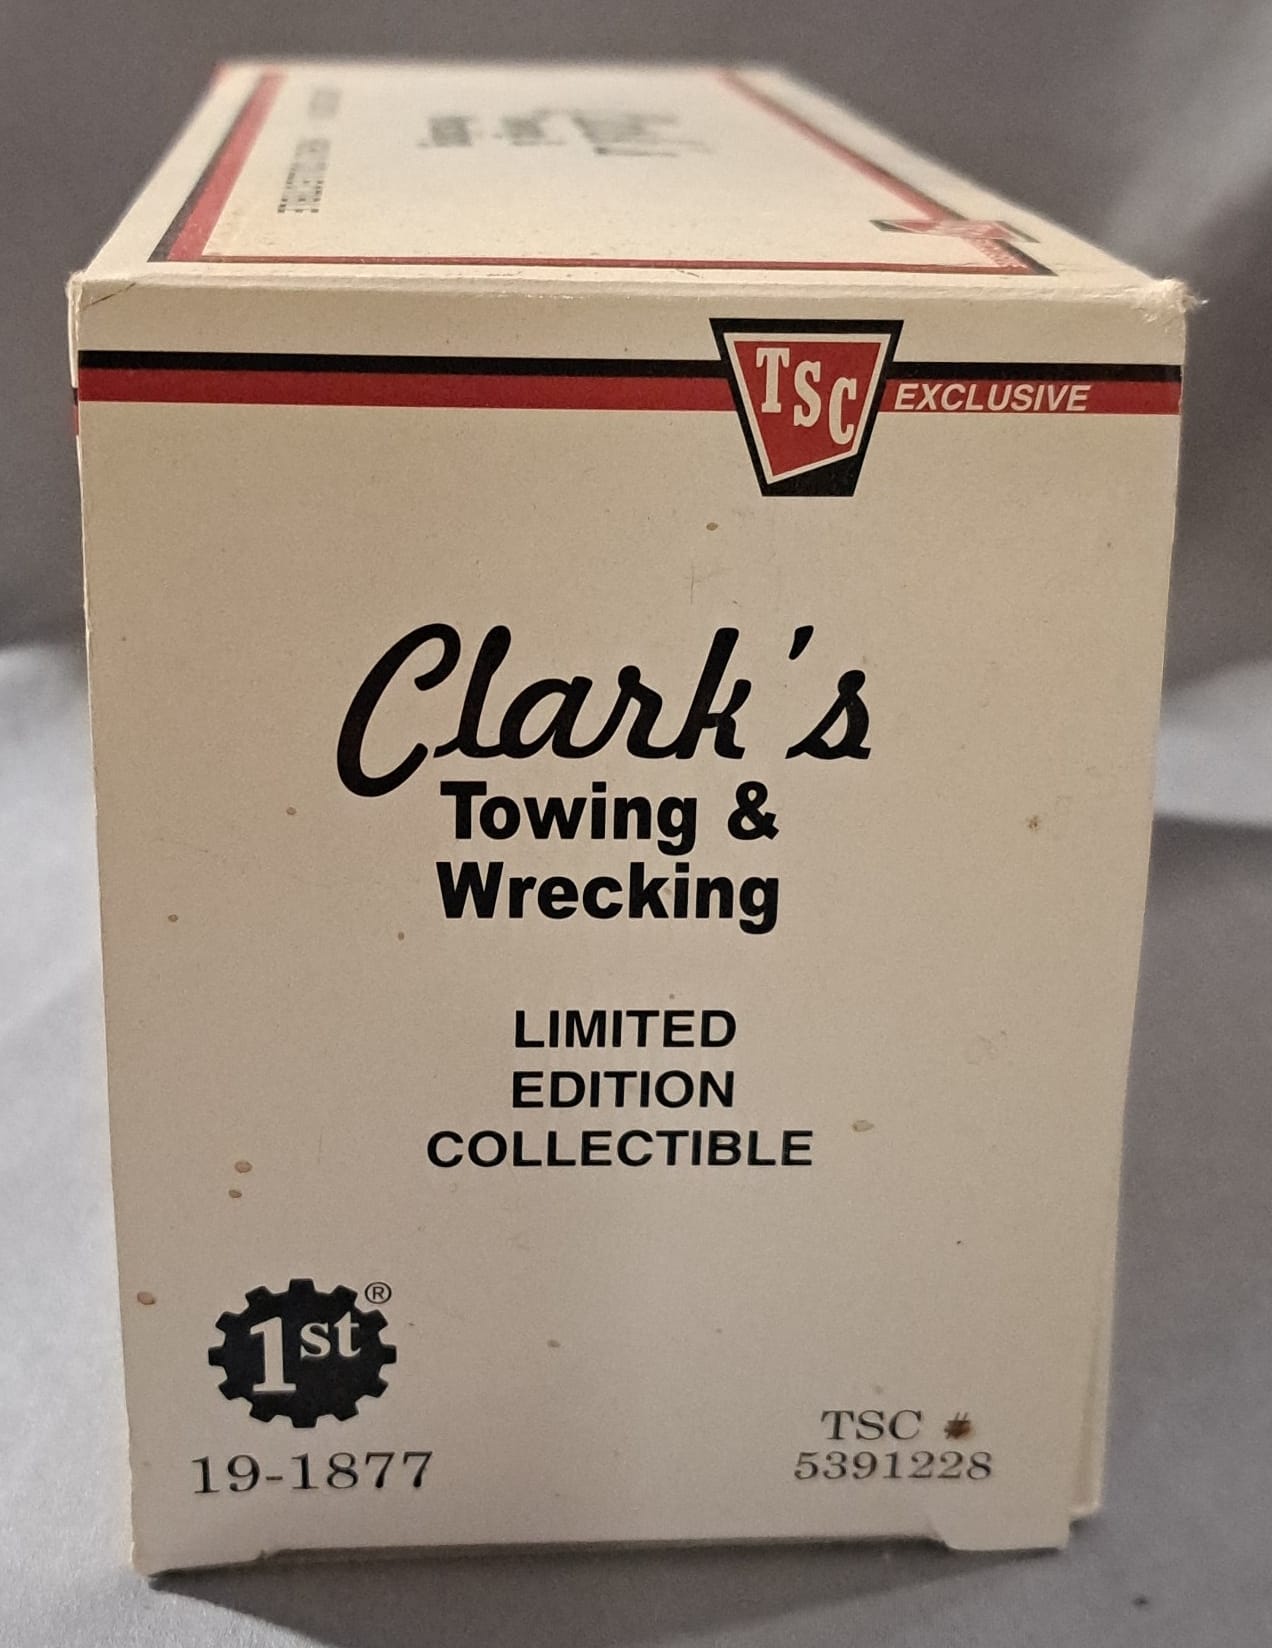 TSC
EXCLUSIVE
Clark's
Towing &
Wrecking
LIMITED
EDITION
COLLECTIBLE
1st®
19-1877
TSC #
5391228